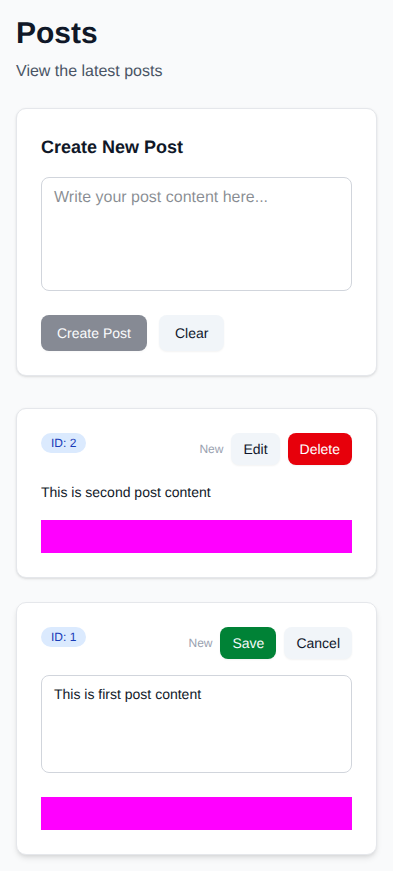 Posts
View the latest posts
Create New Post
Write your post content here...
Create Post
Clear
ID: 2
New
Edit
Delete
This is second post content
ID: 1
New
Save
Cancel
This is first post content